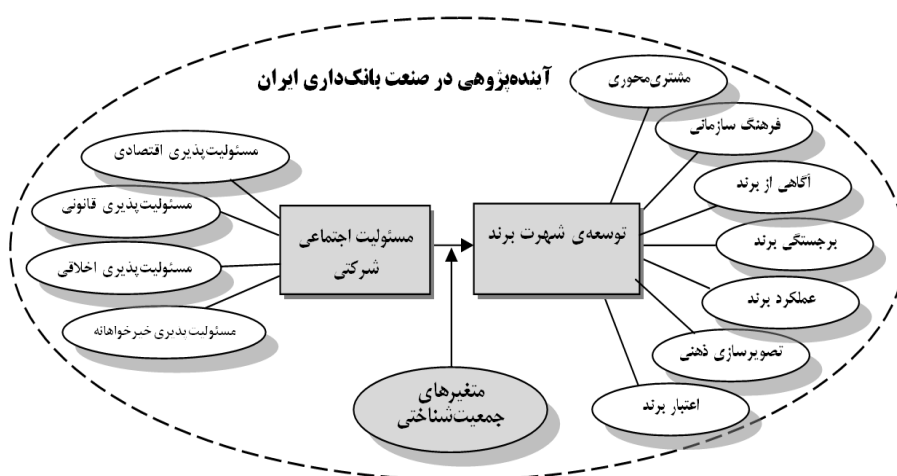 آینده‌پژوهی در صنعت بانک‌داری ایران
مشتری‌محوری
فرهنگ سازمانی
آگاهی از برند
برجستگی برند
عملکرد برند
تصویرسازی ذهنی
اعتبار برند
توسعه‌ی شهرت برند
مسئولیت اجتماعی
شرکتی
مسئولیت‌پذیری اقتصادی
مسئولیت‌پذیری قانونی
مسئولیت‌پذیری اخلاقی
مسئولیت‌پذیری خیرخواهانه
متغیرهای
جمعیت‌شناختی